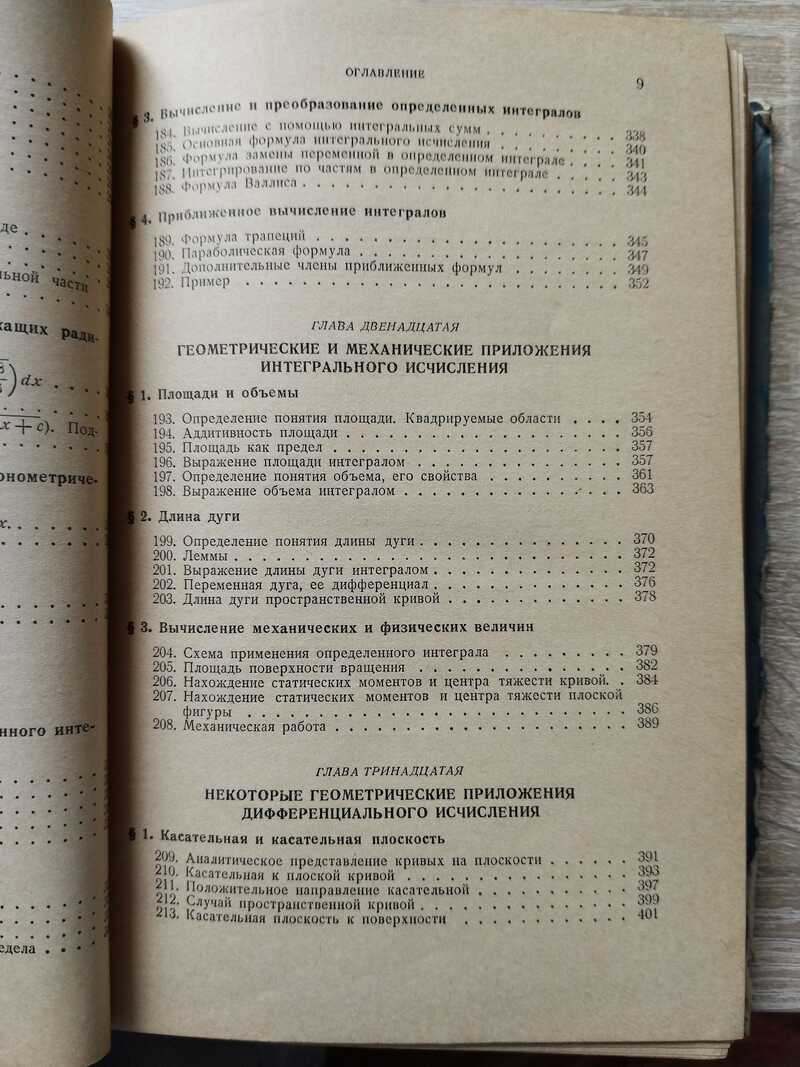 ОГЛАВЛЕНИЕ
9
§ 3. Вычисление и преобразование определенных интегралов
184. Вычисление с помощью интегральных сумм 338
185. Основная формула интегрального исчисления 340
186. Формула замены переменной в определенном интеграле 341
187. Интегрирование по частям в определенном интеграле 343
188. Формула Валлиса 344
§ 4. Приближенное вычисление интегралов
189. Формула трапеций 345
190. Параболическая формула 347
191. Дополнительные члены приближенных формул 349
192. Пример 352
ГЛАВА ДВЕНАДЦАТАЯ
ГЕОМЕТРИЧЕСКИЕ И МЕХАНИЧЕСКИЕ ПРИЛОЖЕНИЯ
ИНТЕГРАЛЬНОГО ИСЧИСЛЕНИЯ
§ 1. Площади и объемы
193. Определение понятия площади. Квадрируемые области 354
194. Аддитивность площади 356
195. Площадь как предел 357
196. Выражение площади интегралом 357
197. Определение понятия объема, его свойства 361
198. Выражение объема интегралом 363
§ 2. Длина дуги
199. Определение понятия длины дуги 370
200. Леммы 372
201. Выражение длины дуги интегралом 372
202. Переменная дуга, ее дифференциал 376
203. Длина дуги пространственной кривой 378
§ 3. Вычисление механических и физических величин
204. Схема применения определенного интеграла 379
205. Площадь поверхности вращения 382
206. Нахождение статических моментов и центра тяжести кривой. 384
207. Нахождение статических моментов и центра тяжести плоской
фигуры 386
208. Механическая работа 389
ГЛАВА ТРИНАДЦАТАЯ
НЕКОТОРЫЕ ГЕОМЕТРИЧЕСКИЕ ПРИЛОЖЕНИЯ
ДИФФЕРЕНЦИАЛЬНОГО ИСЧИСЛЕНИЯ
§ 1. Касательная и касательная плоскость
209. Аналитическое представление кривых на плоскости 391
210. Касательная к плоской кривой 393
211. Положительное направление касательной 397
212. Случай пространственной кривой 399
213. Касательная плоскость к поверхности 401